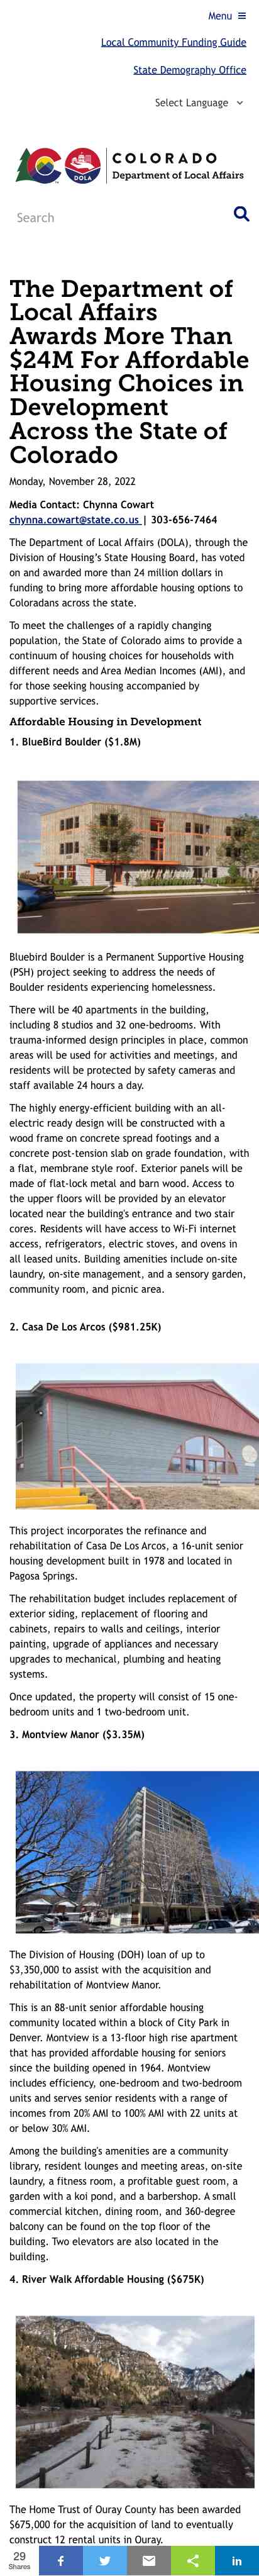 Menu
Local Community Funding Guide
State Demography Office
Select Language
DOLA
COLORADO
Department of Local Affairs
Search
The Department of
Local Affairs
Awards More Than
$24M For Affordable
Housing Choices in
Development
Across the State of
Colorado
Monday, November 28, 2022
Media Contact: Chynna Cowart
chynna.cowart@state.co.us | 303-656-7464
The Department of Local Affairs (DOLA), through the
Division of Housing’s State Housing Board, has voted
on and awarded more than 24 million dollars in
funding to bring more affordable housing options to
Coloradans across the state.
To meet the challenges of a rapidly changing
population, the State of Colorado aims to provide a
continuum of housing choices for households with
different needs and Area Median Incomes (AMI), and
for those seeking housing accompanied by
supportive services.
Affordable Housing in Development
1. BlueBird Boulder ($1.8M)
Bluebird Boulder is a Permanent Supportive Housing
(PSH) project seeking to address the needs of
Boulder residents experiencing homelessness.
There will be 40 apartments in the building,
including 8 studios and 32 one-bedrooms. With
trauma-informed design principles in place, common
areas will be used for activities and meetings, and
residents will be protected by safety cameras and
staff available 24 hours a day.
The highly energy-efficient building with an all-
electric ready design will be constructed with a
wood frame on concrete spread footings and a
concrete post-tension slab on grade foundation, with
a flat, membrane style roof. Exterior panels will be
made of flat-lock metal and barn wood. Access to
the upper floors will be provided by an elevator
located near the building's entrance and two stair
cores. Residents will have access to Wi-Fi internet
access, refrigerators, electric stoves, and ovens in
all leased units. Building amenities include on-site
laundry, on-site management, and a sensory garden,
community room, and picnic area.
2. Casa De Los Arcos ($981.25K)
This project incorporates the refinance and
rehabilitation of Casa De Los Arcos, a 16-unit senior
housing development built in 1978 and located in
Pagosa Springs.
The rehabilitation budget includes replacement of
exterior siding, replacement of flooring and
cabinets, repairs to walls and ceilings, interior
painting, upgrade of appliances and necessary
upgrades to mechanical, plumbing and heating
systems.
Once updated, the property will consist of 15 one-
bedroom units and 1 two-bedroom unit.
3. Montview Manor ($3.35M)
The Division of Housing (DOH) loan of up to
$3,350,000 to assist with the acquisition and
rehabilitation of Montview Manor.
This is an 88-unit senior affordable housing
community located within a block of City Park in
Denver. Montview is a 13-floor high rise apartment
that has provided affordable housing for seniors
since the building opened in 1964. Montview
includes efficiency, one-bedroom and two-bedroom
units and serves senior residents with a range of
incomes from 20% AMI to 100% AMI with 22 units at
or below 30% AMI.
Among the building's amenities are a community
library, resident lounges and meeting areas, on-site
laundry, a fitness room, a profitable guest room, a
garden with a koi pond, and a barbershop. A small
commercial kitchen, dining room, and 360-degree
balcony can be found on the top floor of the
building. Two elevators are also located in the
building.
4. River Walk Affordable Housing ($675K)
The Home Trust of Ouray County has been awarded
$675,000 for the acquisition of land to eventually
construct 12 rental units in Ouray.
29
Shares